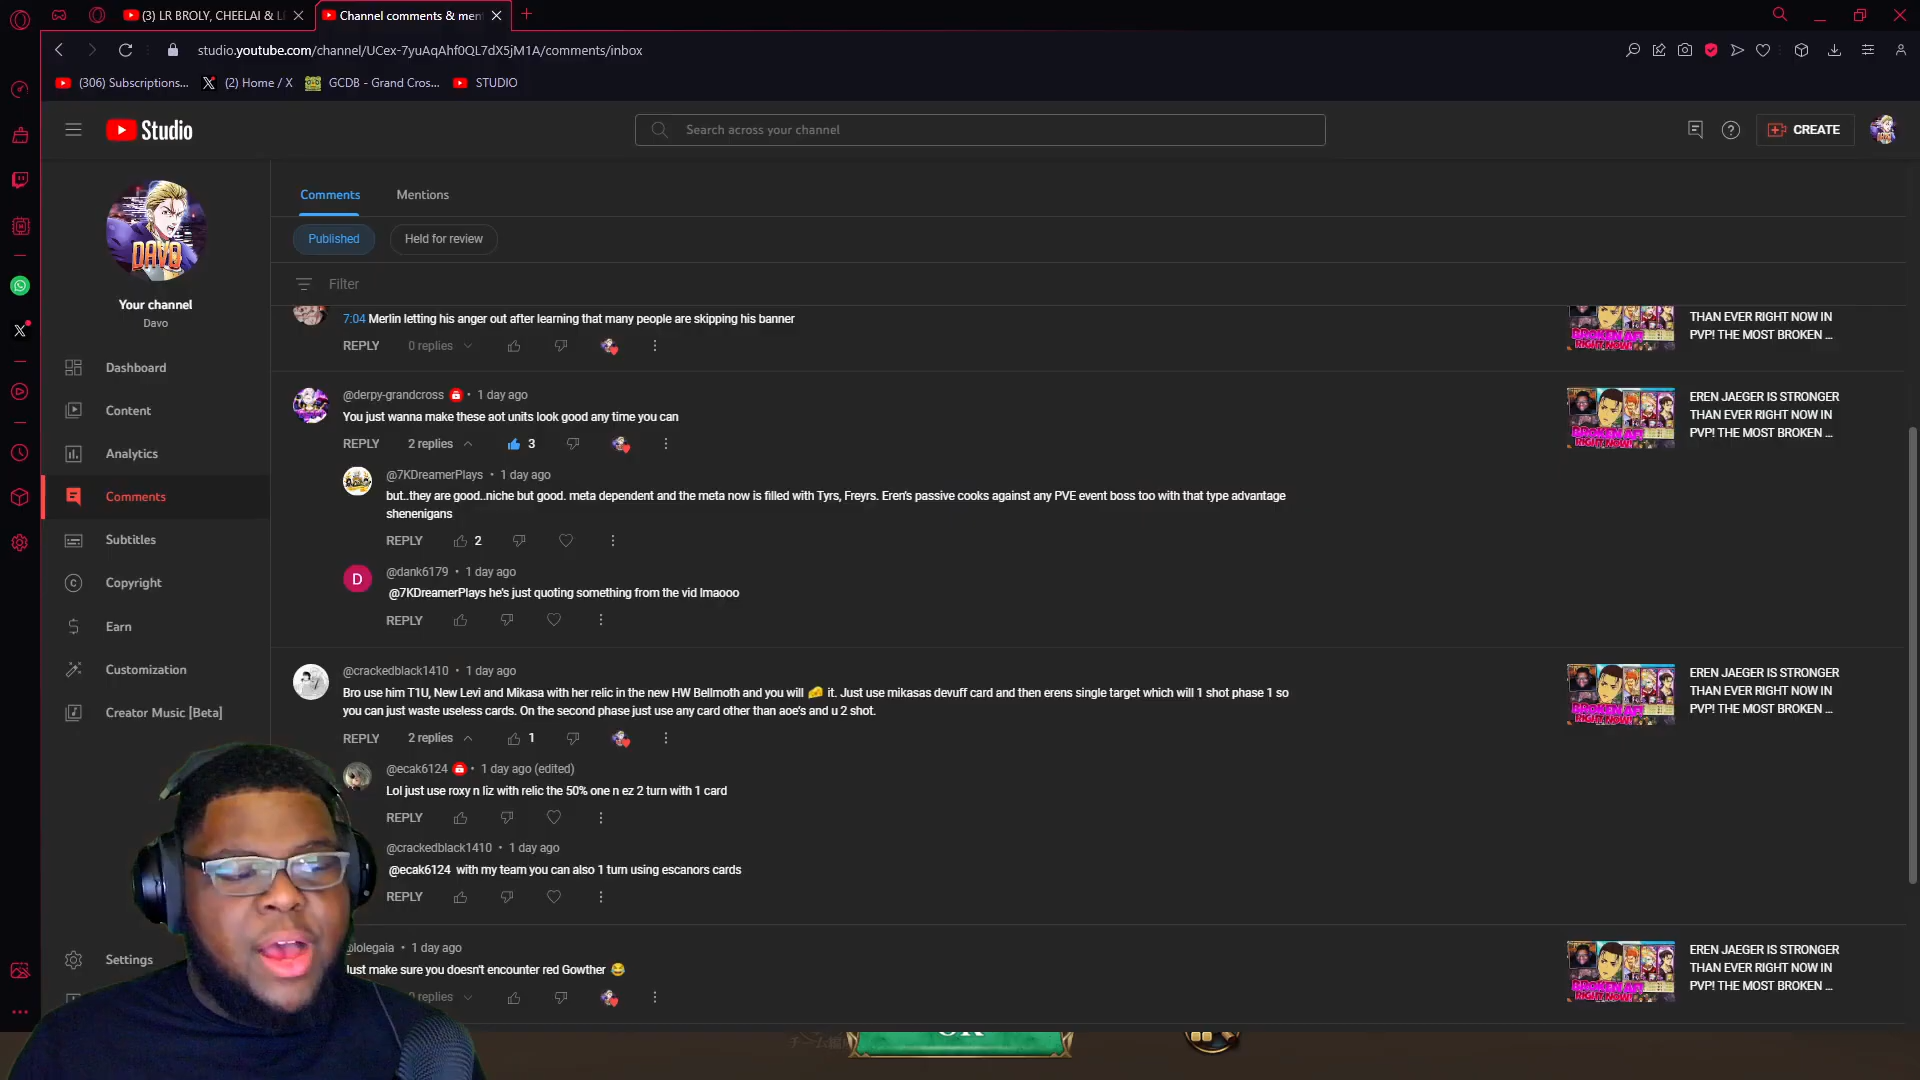 (3) LR BROLY, CHEELAI & L
Channel comments & men
studio.youtube.com/channel/UCex-7yuAqAhf0QL7dX5jM1A/comments/inbox
(306) Subscriptions...
(2) Home / X
GCDB - Grand Cros...
STUDIO
Studio
Search across your channel
CREATE
DAVO
Your channel
Davo
Dashboard
Content
Analytics
Comments
Subtitles
Copyright
Earn
Customization
Creator Music [Beta]
Settings
Comments
Mentions
Published
Held for review
Filter
7:04 Merlin letting his anger out after learning that many people are skipping his banner
REPLY 0 replies
THAN EVER RIGHT NOW IN
PVP! THE MOST BROKEN ...
@derpy-grandcross • 1 day ago
You just wanna make these aot units look good any time you can
REPLY 2 replies 3
EREN JAEGER IS STRONGER
THAN EVER RIGHT NOW IN
PVP! THE MOST BROKEN ...
@7KDreamerPlays • 1 day ago
but..they are good..niche but good. meta dependent and the meta now is filled with Tyrs, Freyrs. Eren's passive cooks against any PVE event boss too with that type advantage
shenenigans
REPLY 2
D
@dank6179 • 1 day ago
@7KDreamerPlays he's just quoting something from the vid lmaooo
REPLY
@crackedblack1410 • 1 day ago
Bro use him T1U, New Levi and Mikasa with her relic in the new HW Bellmoth and you will 🧀 it. Just use mikasas devuff card and then erens single target which will 1 shot phase 1 so
you can just waste useless cards. On the second phase just use any card other than aoe's and u 2 shot.
REPLY 2 replies 1
EREN JAEGER IS STRONGER
THAN EVER RIGHT NOW IN
PVP! THE MOST BROKEN ...
@ecak6124 • 1 day ago (edited)
Lol just use roxy n liz with relic the 50% one n ez 2 turn with 1 card
REPLY
@crackedblack1410 • 1 day ago
@ecak6124 with my team you can also 1 turn using escanors cards
REPLY
@lolegaia • 1 day ago
Just make sure you doesn't encounter red Gowther 😂
replies
EREN JAEGER IS STRONGER
THAN EVER RIGHT NOW IN
PVP! THE MOST BROKEN ...
BROKEN AF!
RIGHT NOW!